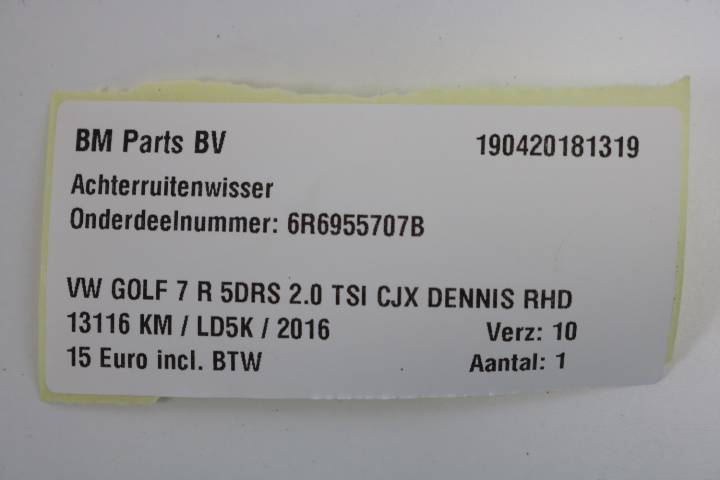 BM Parts BV 190420181319
Achterruitenwisser
Onderdeelnummer: 6R6955707B
VW GOLF 7 R 5DRS 2.0 TSI CJX DENNIS RHD
13116 KM / LD5K / 2016 Verz: 10
15 Euro incl. BTW Aantal: 1